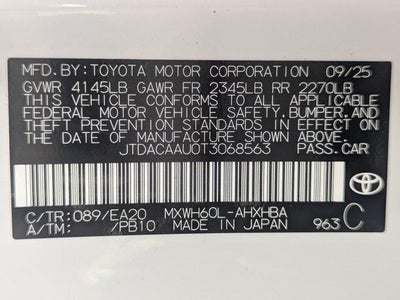 MFD.BY:TOYOTA MOTOR CORPORATION 09/25
GVWR 4145LB GAWR FR 2345LB RR 2270LB
THIS VEHICLE CONFORMS TO ALL APPLICABLE
FEDERAL MOTOR VEHICLE SAFETY,BUMPER,AND
THEFT PREVENTION STANDARDS IN EFFECT ON
THE DATE OF MANUFACTURE SHOWN ABOVE.
JTDACAAU0T3068563 PASS.CAR
TOYOTA
C/TR:089/EA20 MXWH60L-AHXHBA
A/TM: /PB10 MADE IN JAPAN 963 C